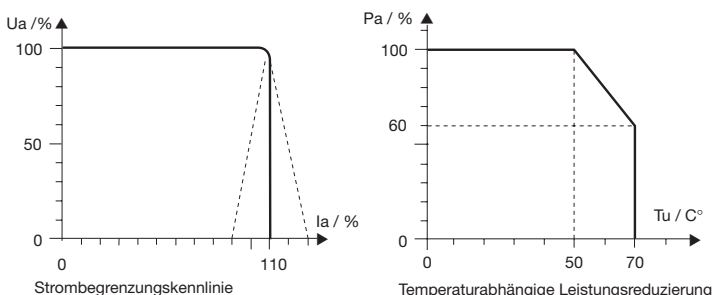 Ua /%
100
50
0
0
110
Ia / %
Strombegrenzungskennlinie
Pa / %
100
60
0
0
50
70
Tu / C°
Temperaturabhängige Leistungsreduzierung